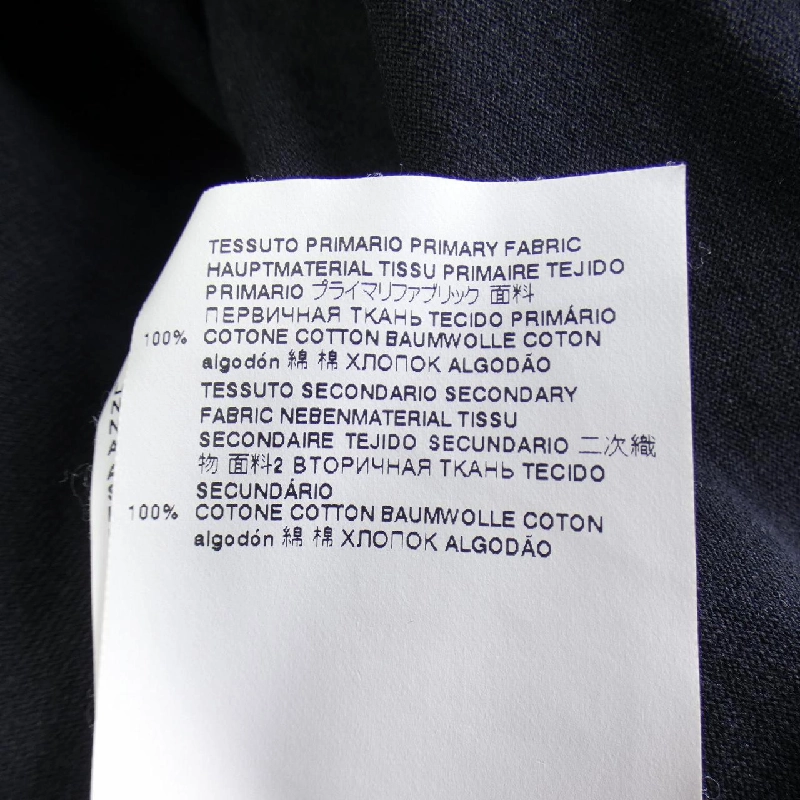 TESSUTO PRIMARIO PRIMARY FABRIC
HAUPTMATERIAL TISSU PRIMAIRE TEJIDO
PRIMARIO プライマリファブリック 面料
ПЕРВИЧНАЯ ТКАНЬ TECIDO PRIMÁRIO
100% COTONE COTTON BAUMWOLLE COTON
algodón 綿 棉 ХЛОПОК ALGODÃO
TESSUTO SECONDARIO SECONDARY
FABRIC NEBENMATERIAL TISSU
SECONDAIRE TEJIDO SECUNDARIO 二次織
物 面料2 ВТОРИЧНАЯ ТКАНЬ TECIDO
SECUNDÁRIO
100% COTONE COTTON BAUMWOLLE COTON
algodón 綿 棉 ХЛОПОК ALGODÃO